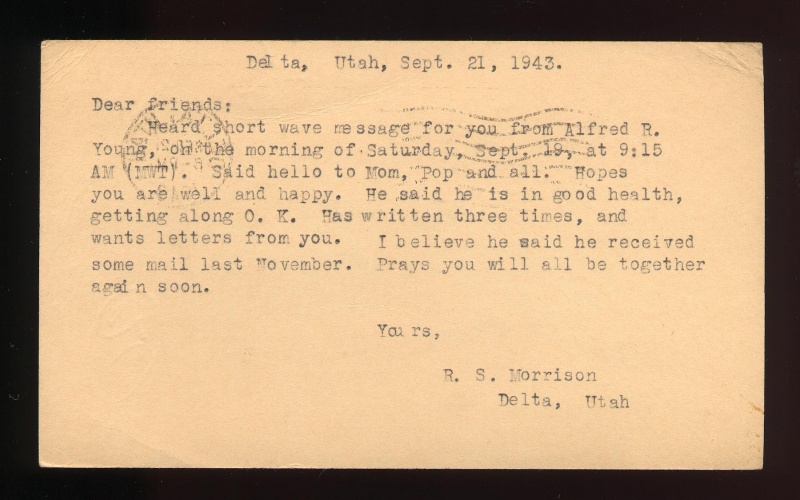 Delta, Utah, Sept. 21, 1943.
Dear friends:
Heard short wave message for you from Alfred R.
Young, on the morning of Saturday, Sept. 19, at 9:15
AM (MWT). Said hello to Mom, Pop and all. Hopes
you are well and happy. He said he is in good health,
getting along O. K. Has written three times, and
wants letters from you. I believe he said he received
some mail last November. Prays you will all be together
again soon.
Yours,
R. S. Morrison
Delta, Utah